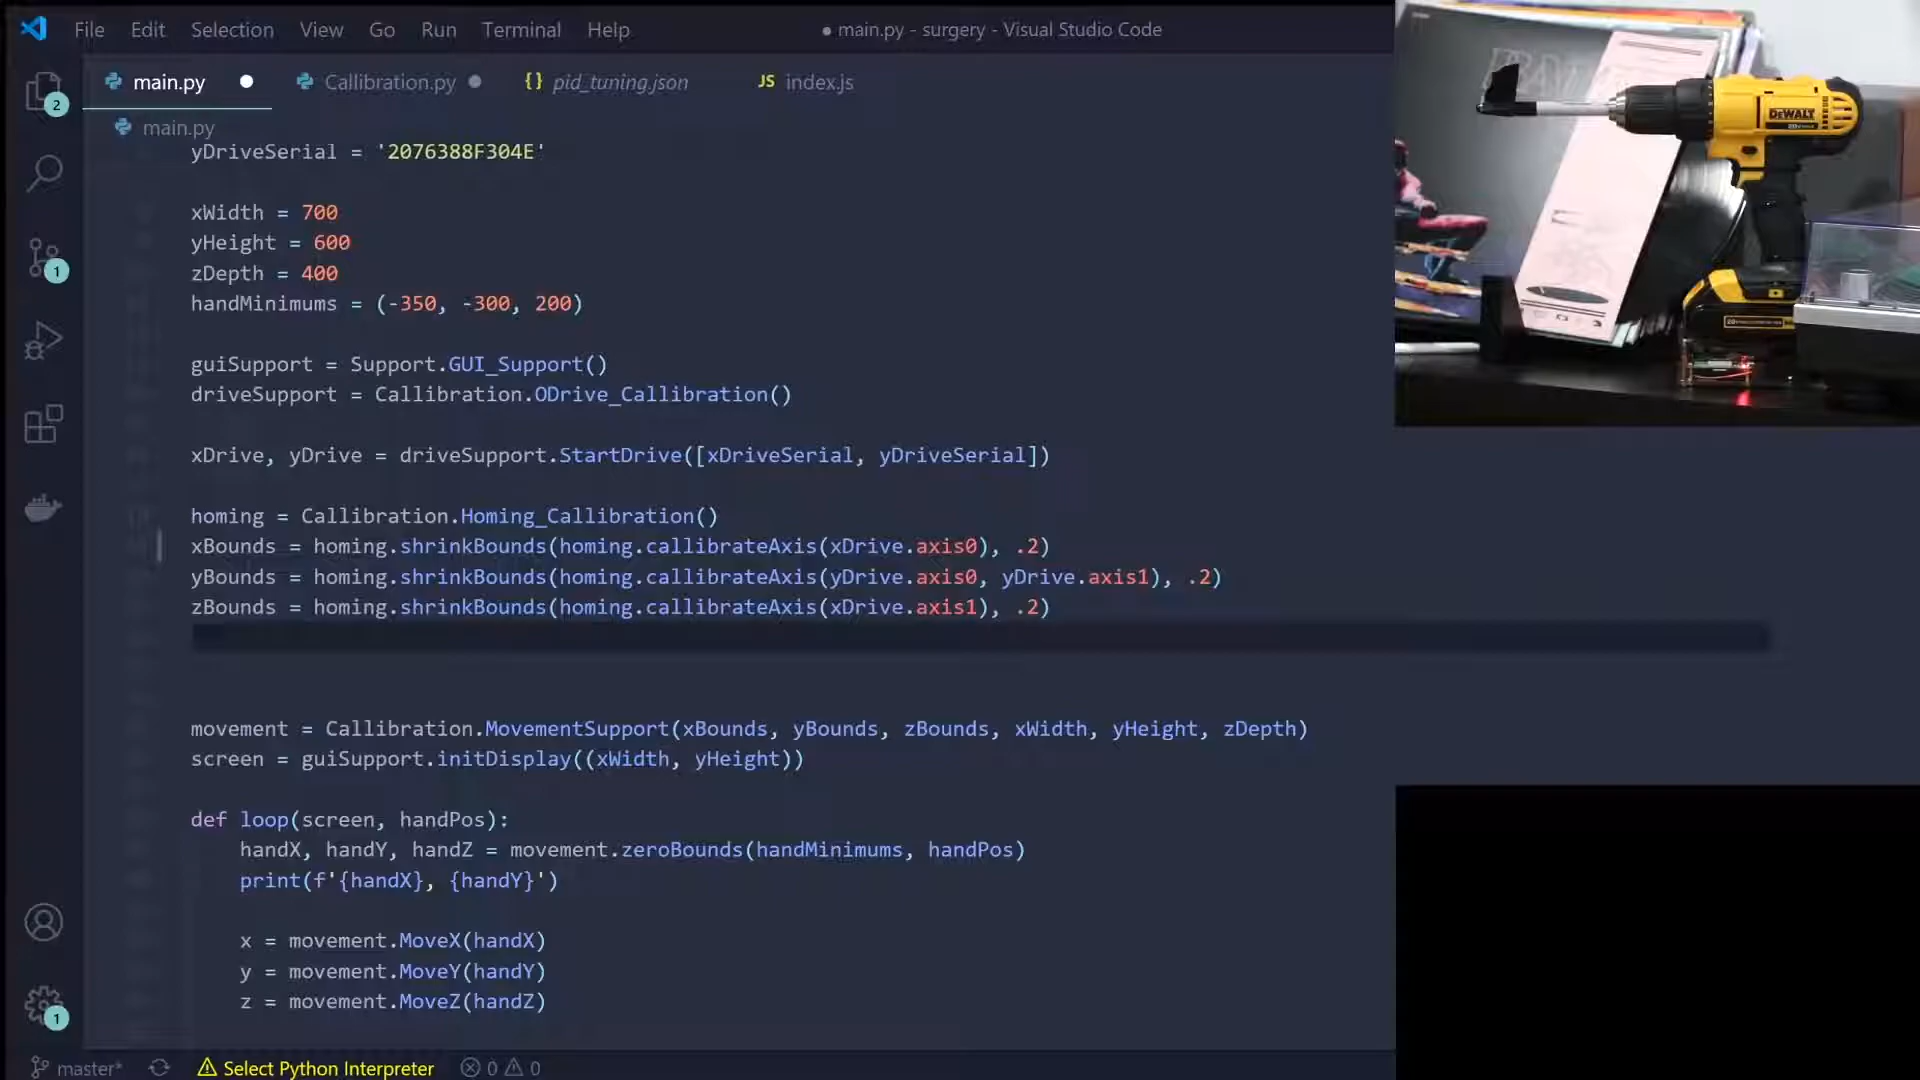 File Edit Selection View Go Run Terminal Help
● main.py - surgery - Visual Studio Code
main.py
Callibration.py
{} pid_tuning.json
JS index.js
2
main.py
1
yDriveSerial = '2076388F304E'
xWidth = 700
yHeight = 600
zDepth = 400
handMinimums = (-350, -300, 200)
guiSupport = Support.GUI_Support()
driveSupport = Callibration.ODrive_Callibration()
xDrive, yDrive = driveSupport.StartDrive([xDriveSerial, yDriveSerial])
homing = Callibration.Homing_Callibration()
xBounds = homing.shrinkBounds(homing.callibrateAxis(xDrive.axis0), .2)
yBounds = homing.shrinkBounds(homing.callibrateAxis(yDrive.axis0, yDrive.axis1), .2)
zBounds = homing.shrinkBounds(homing.callibrateAxis(xDrive.axis1), .2)
movement = Callibration.MovementSupport(xBounds, yBounds, zBounds, xWidth, yHeight, zDepth)
screen = guiSupport.initDisplay((xWidth, yHeight))
def loop(screen, handPos):
handX, handY, handZ = movement.zeroBounds(handMinimums, handPos)
print(f'{handX}, {handY}')
x = movement.MoveX(handX)
y = movement.MoveY(handY)
z = movement.MoveZ(handZ)
1
master*
Select Python Interpreter
0 0
DEWALT